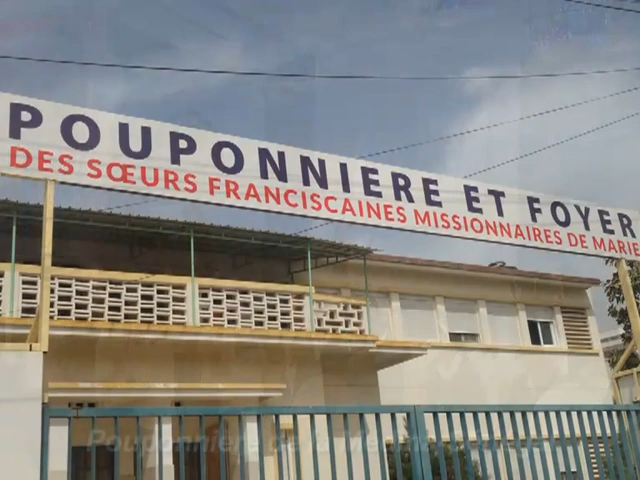 POUPONNIERE ET FOYER
DES SŒURS FRANCISCAINES MISSIONNAIRES DE MARIE